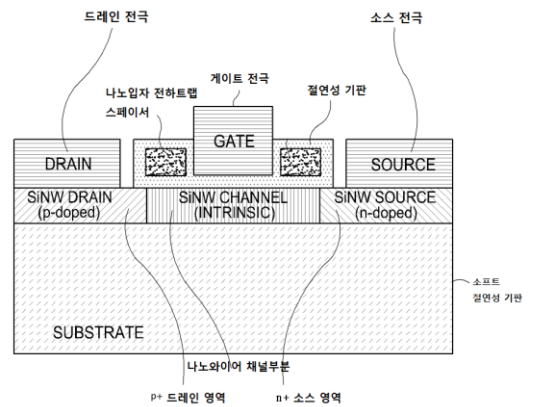 드레인 전극
소스 전극
게이트 전극
나노입자 전하트랩
스페이서
절연성 기판
GATE
DRAIN
SOURCE
SiNW DRAIN
(p-doped)
SiNW CHANNEL
(INTRINSIC)
SiNW SOURCE
(n-doped)
소프트
절연성 기판
SUBSTRATE
나노와이어 채널부분
p+ 드레인 영역
n+ 소스 영역